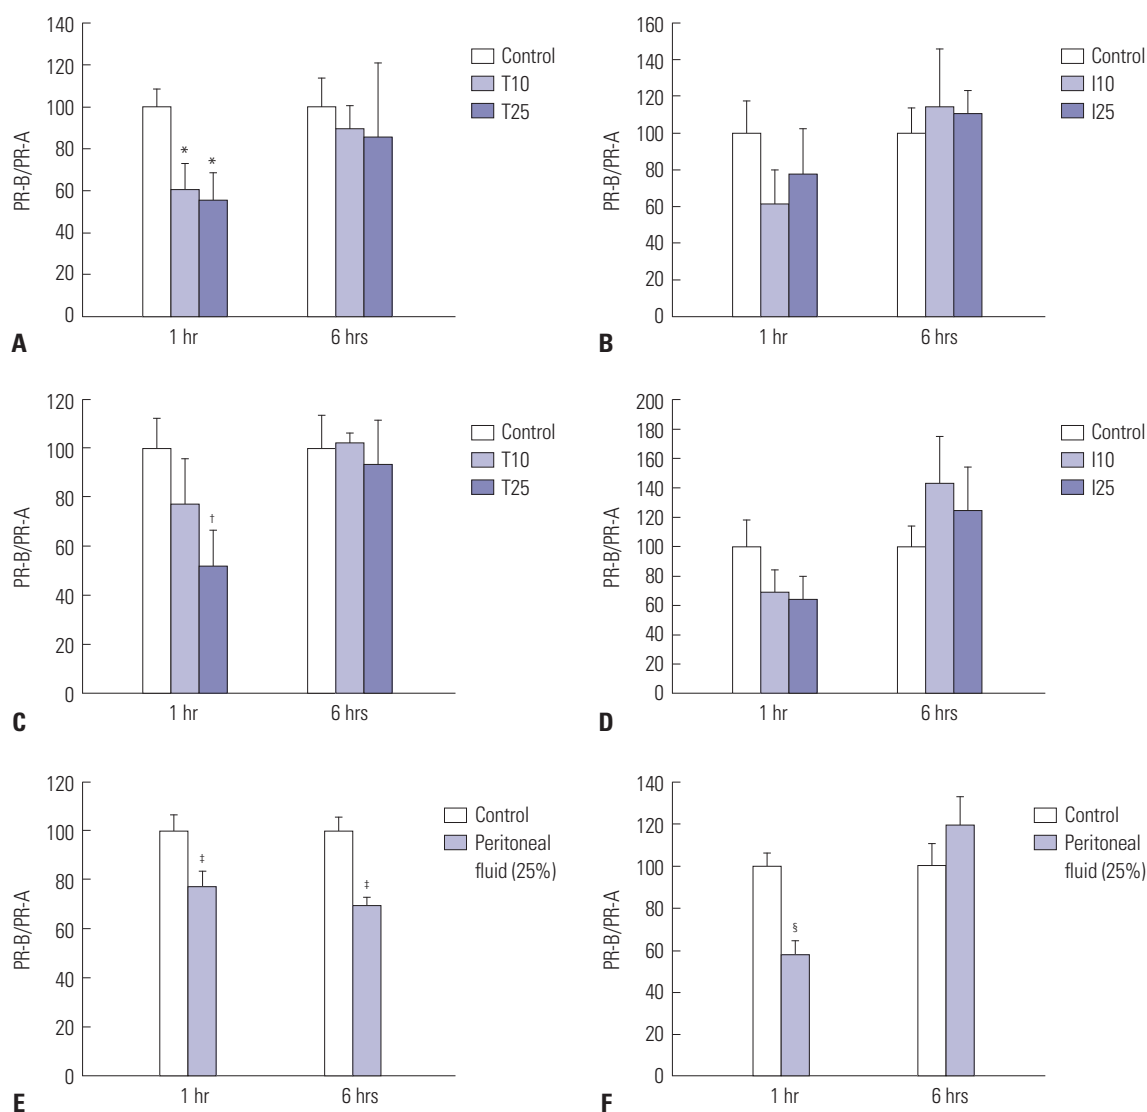 140
120
100
80
60
40
20
0
PR-B/PR-A
* *
1 hr 6 hrs
Control
T10
T25
A
160
140
120
100
80
60
40
20
0
PR-B/PR-A
1 hr 6 hrs
Control
I10
I25
B
120
100
80
60
40
20
0
PR-B/PR-A
†
1 hr 6 hrs
Control
T10
T25
C
200
180
160
140
120
100
80
60
40
20
0
PR-B/PR-A
1 hr 6 hrs
Control
I10
I25
D
120
100
80
60
40
20
0
PR-B/PR-A
‡ ‡
1 hr 6 hrs
Control
Peritoneal
fluid (25%)
E
140
120
100
80
60
40
20
0
PR-B/PR-A
§
1 hr 6 hrs
Control
Peritoneal
fluid (25%)
F